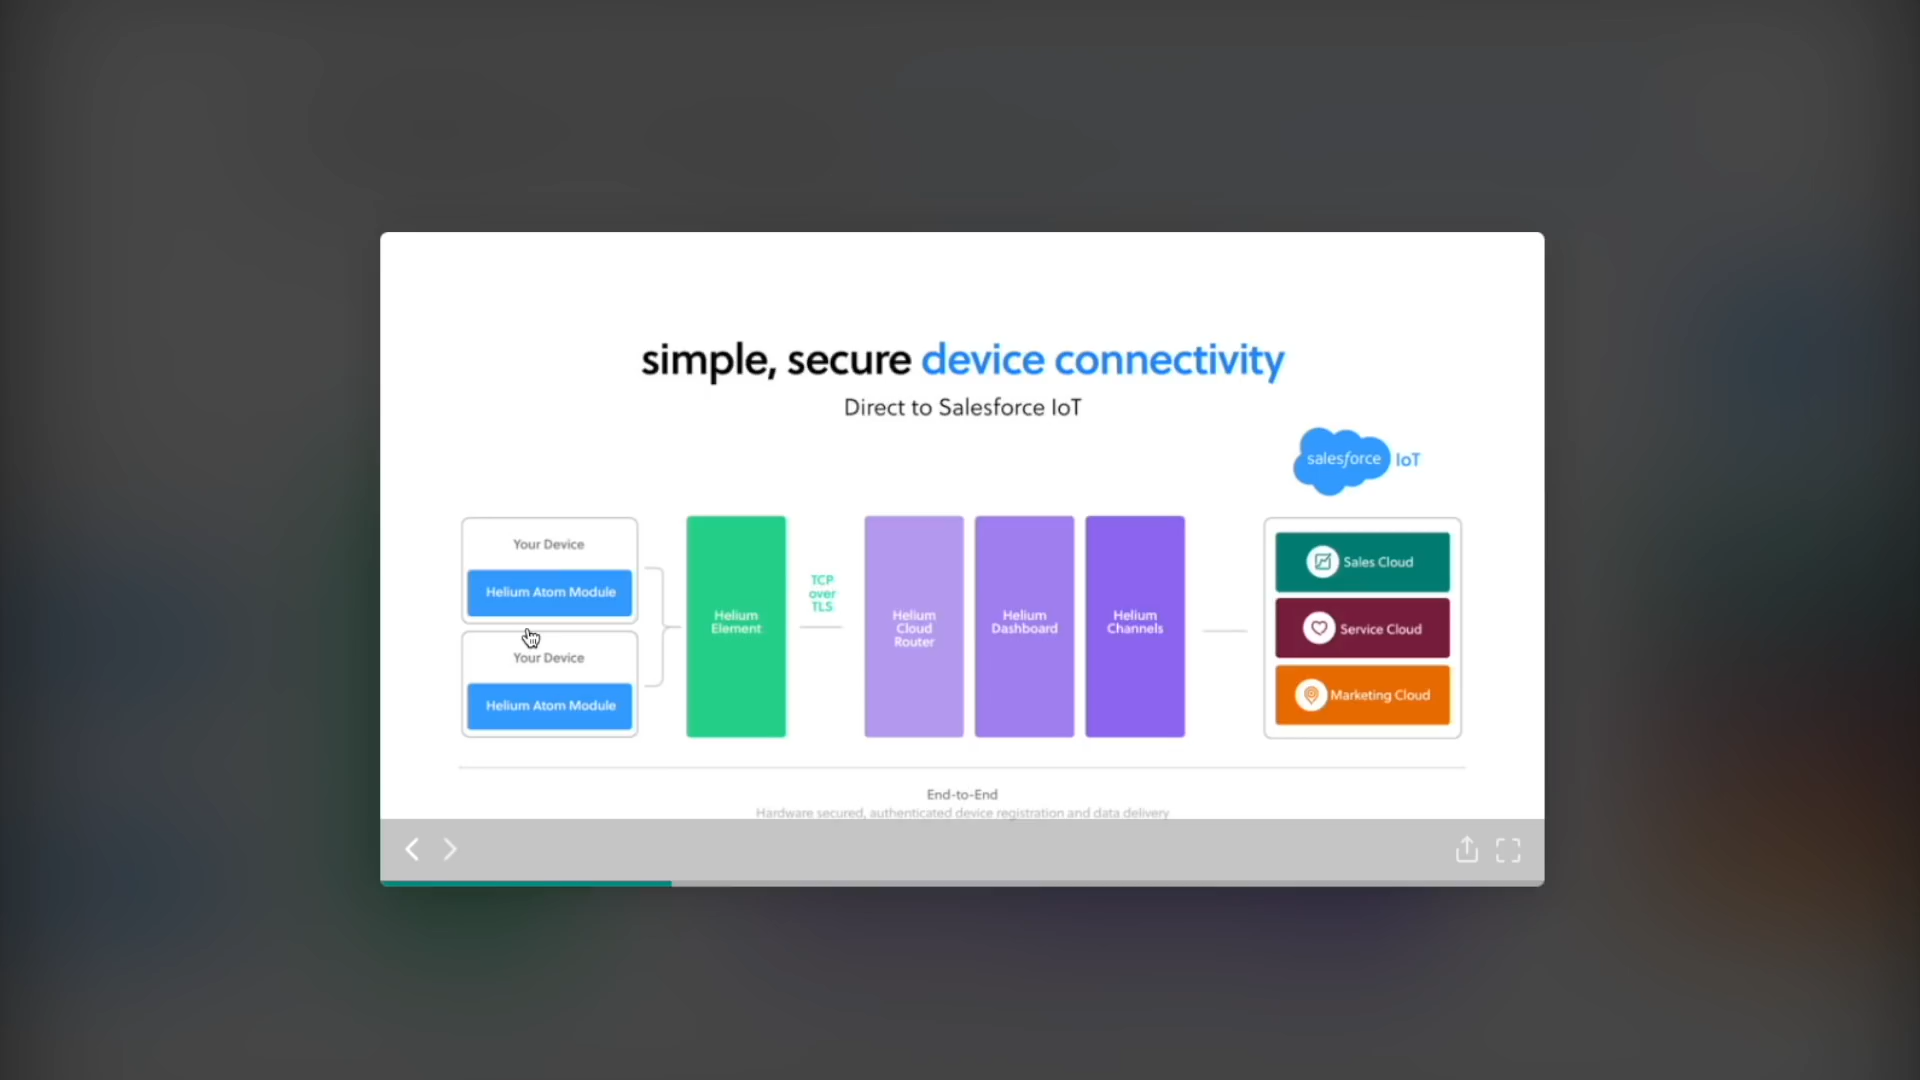 simple, secure device connectivity
Direct to Salesforce IoT
salesforce IoT
Your Device
Helium Atom Module
Your Device
Helium Atom Module
Helium
Element
TCP
over
TLS
Helium
Cloud
Router
Helium
Dashboard
Helium
Channels
Sales Cloud
Service Cloud
Marketing Cloud
End-to-End
Hardware secured, authenticated device registration and data delivery